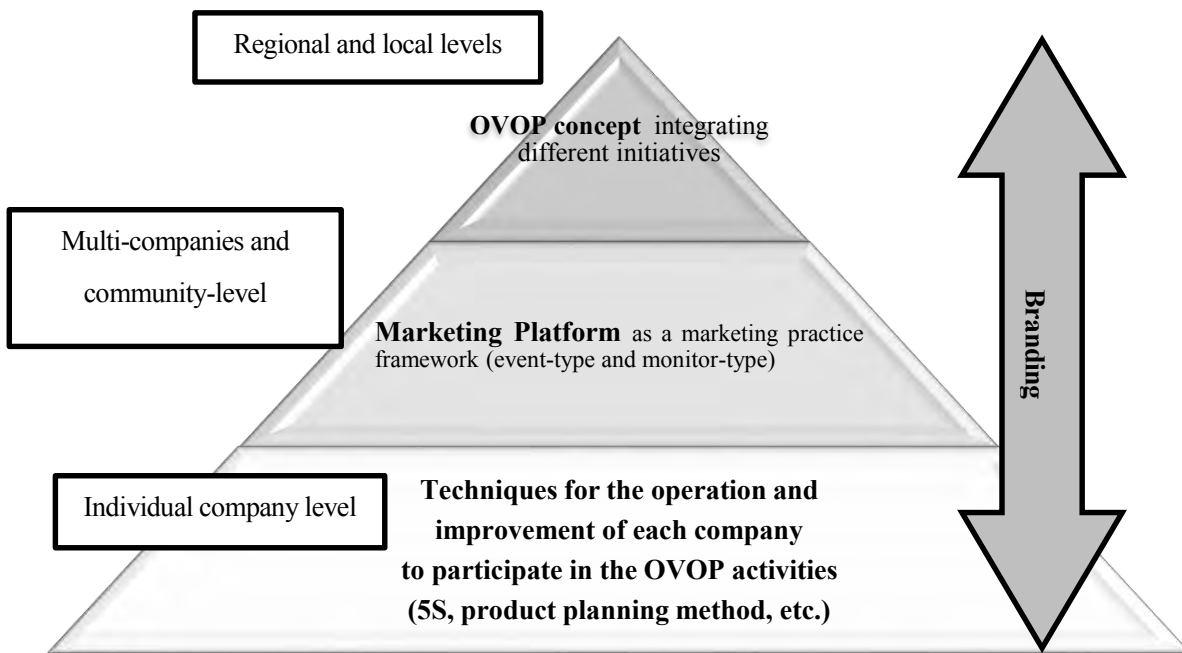 Regional and local levels
OVOP concept integrating
different initiatives
Multi-companies and
community-level
Marketing Platform as a marketing practice
framework (event-type and monitor-type)
Branding
Individual company level
Techniques for the operation and
improvement of each company
to participate in the OVOP activities
(5S, product planning method, etc.)